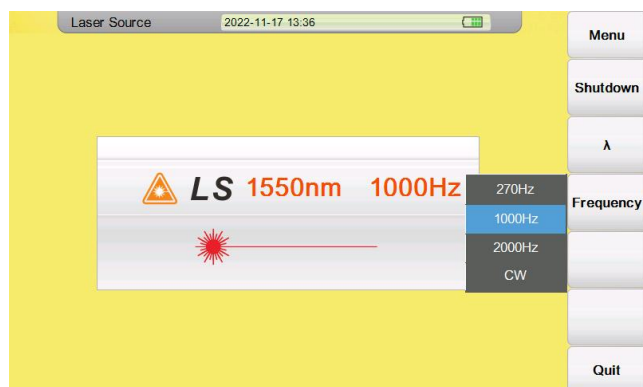 Laser Source 2022-11-17 13:36
Menu
Shutdown
λ
LS 1550nm 1000Hz
270Hz
1000Hz
2000Hz
CW
Frequency
Quit